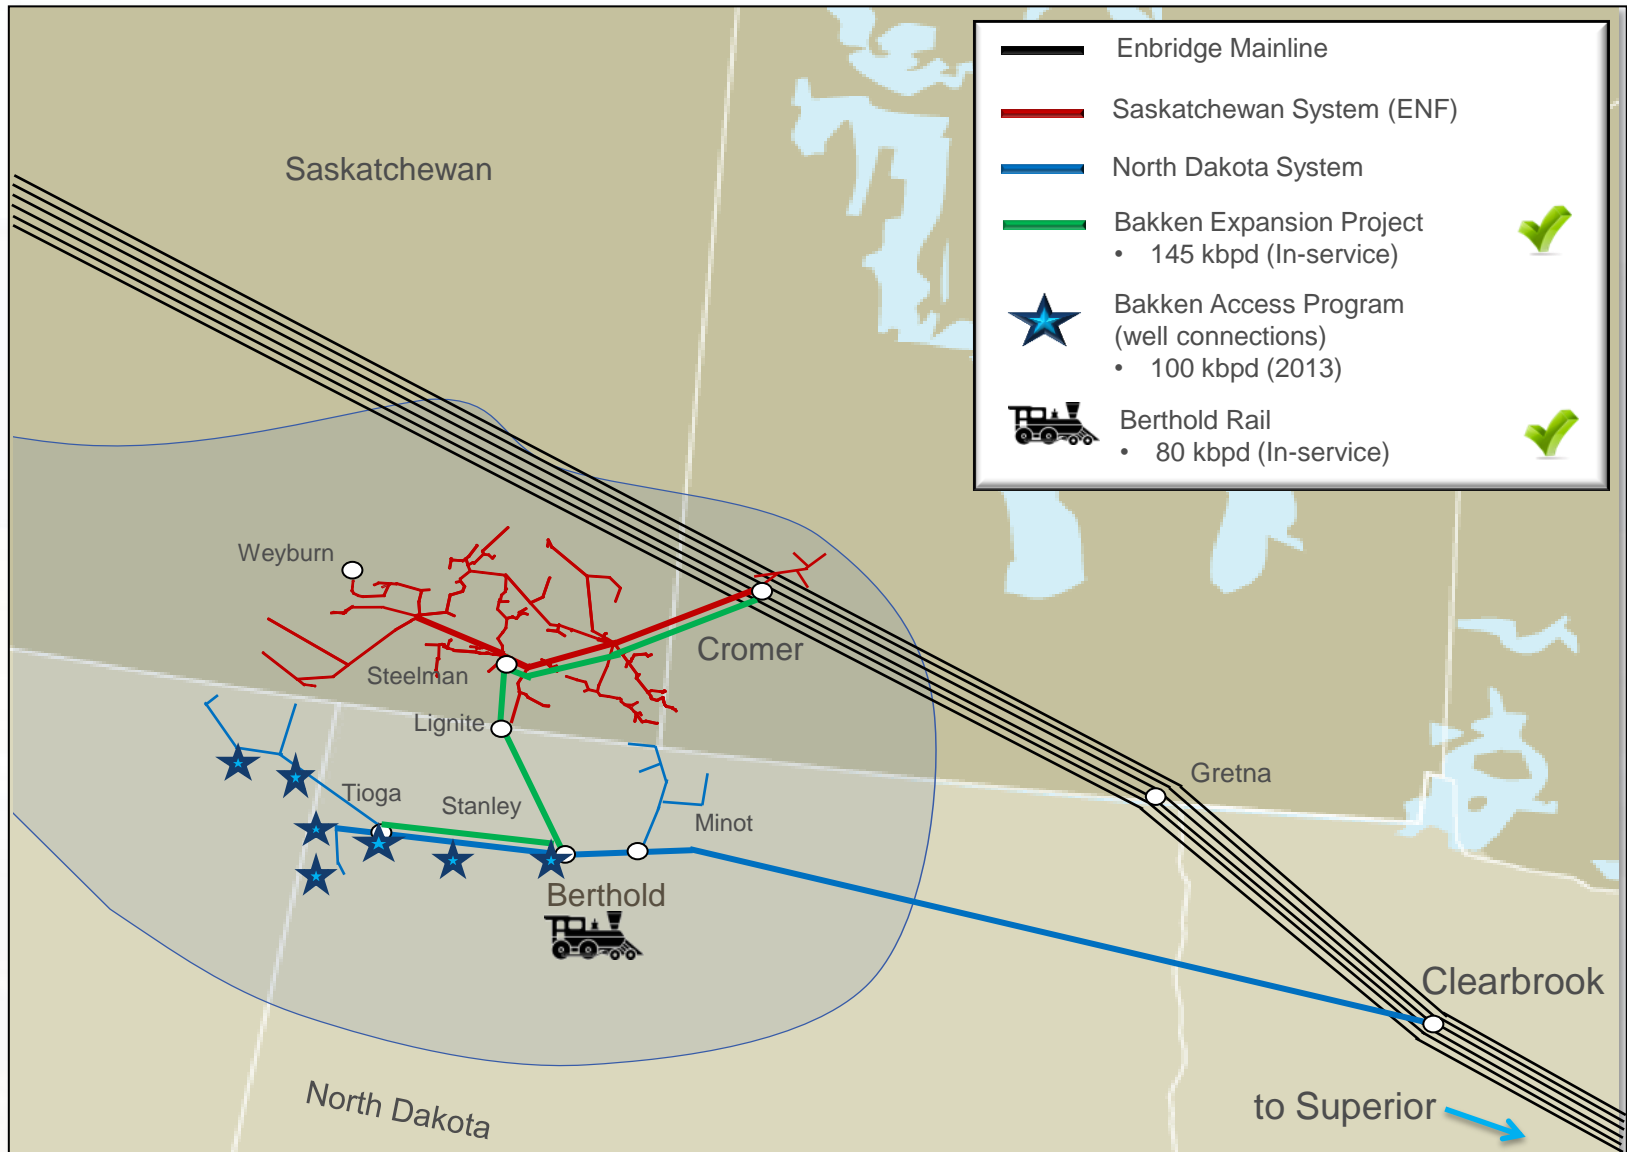 Enbridge Mainline
Saskatchewan System (ENF)
North Dakota System
Bakken Expansion Project
• 145 kbpd (In-service)
Bakken Access Program
(well connections)
• 100 kbpd (2013)
Berthold Rail
• 80 kbpd (In-service)
Saskatchewan
Weyburn
Cromer
Steelman
Lignite
Gretna
Tioga
Stanley
Minot
Berthold
Clearbrook
North Dakota
to Superior